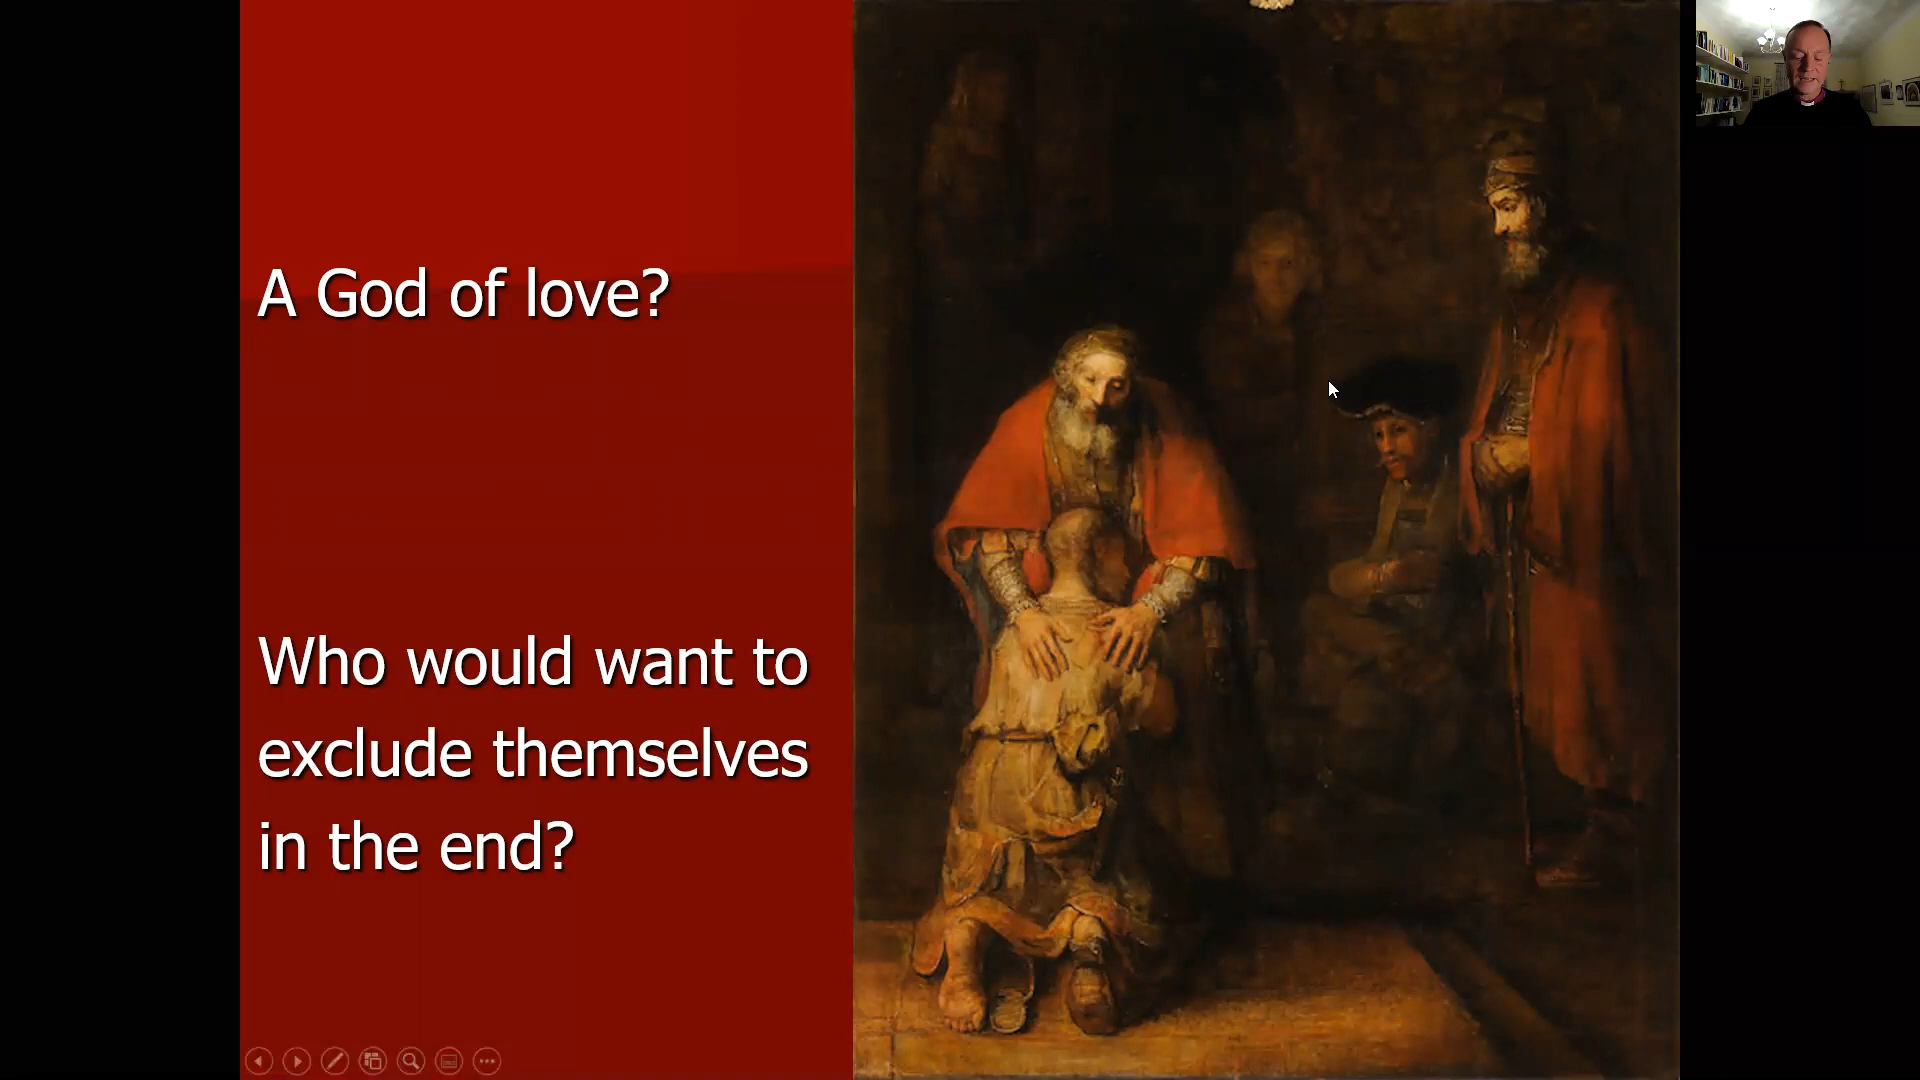 A God of love?
Who would want to
exclude themselves
in the end?